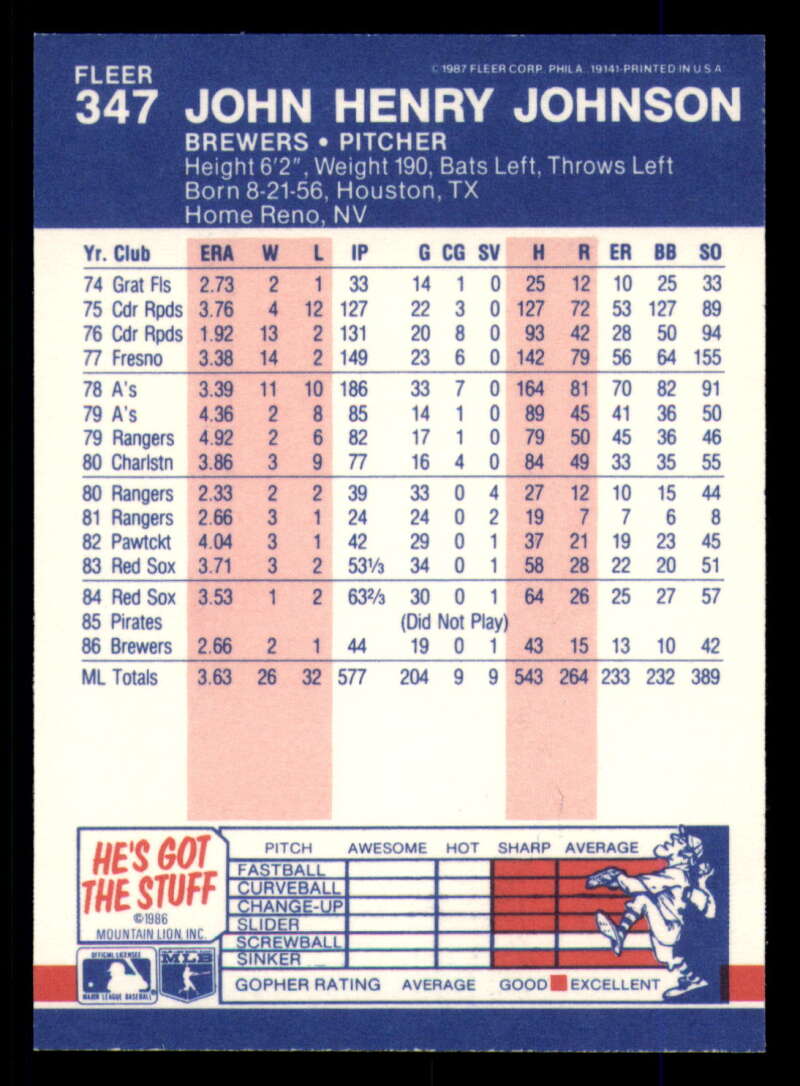 FLEER
© 1987 FLEER CORP. PHILA. 19141-PRINTED IN U S A
347 JOHN HENRY JOHNSON
BREWERS • PITCHER
Height 6'2", Weight 190, Bats Left, Throws Left
Born 8-21-56, Houston, TX
Home Reno, NV
Yr. Club ERA W L IP G CG SV H R ER BB SO
74 Grat Fls 2.73 2 1 33 14 1 0 25 12 10 25 33
75 Cdr Rpds 3.76 4 12 127 22 3 0 127 72 53 127 89
76 Cdr Rpds 1.92 13 2 131 20 8 0 93 42 28 50 94
77 Fresno 3.38 14 2 149 23 6 0 142 79 56 64 155
78 A's 3.39 11 10 186 33 7 0 164 81 70 82 91
79 A's 4.36 2 8 85 14 1 0 89 45 41 36 50
79 Rangers 4.92 2 6 82 17 1 0 79 50 45 36 46
80 Charlstn 3.86 3 9 77 16 4 0 84 49 33 35 55
80 Rangers 2.33 2 2 39 33 0 4 27 12 10 15 44
81 Rangers 2.66 3 1 24 24 0 2 19 7 7 6 8
82 Pawtckt 4.04 3 1 42 29 0 1 37 21 19 23 45
83 Red Sox 3.71 3 2 53⅓ 34 0 1 58 28 22 20 51
84 Red Sox 3.53 1 2 63⅔ 30 0 1 64 26 25 27 57
85 Pirates (Did Not Play)
86 Brewers 2.66 2 1 44 19 0 1 43 15 13 10 42
ML Totals 3.63 26 32 577 204 9 9 543 264 233 232 389
HE'S GOT
THE STUFF
©1986
MOUNTAIN LION, INC.
PITCH AWESOME HOT SHARP AVERAGE
FASTBALL
CURVEBALL
CHANGE-UP
SLIDER
SCREWBALL
SINKER
GOPHER RATING AVERAGE GOOD EXCELLENT
OFFICIAL LICENSEE
MAJOR LEAGUE BASEBALL
MLB